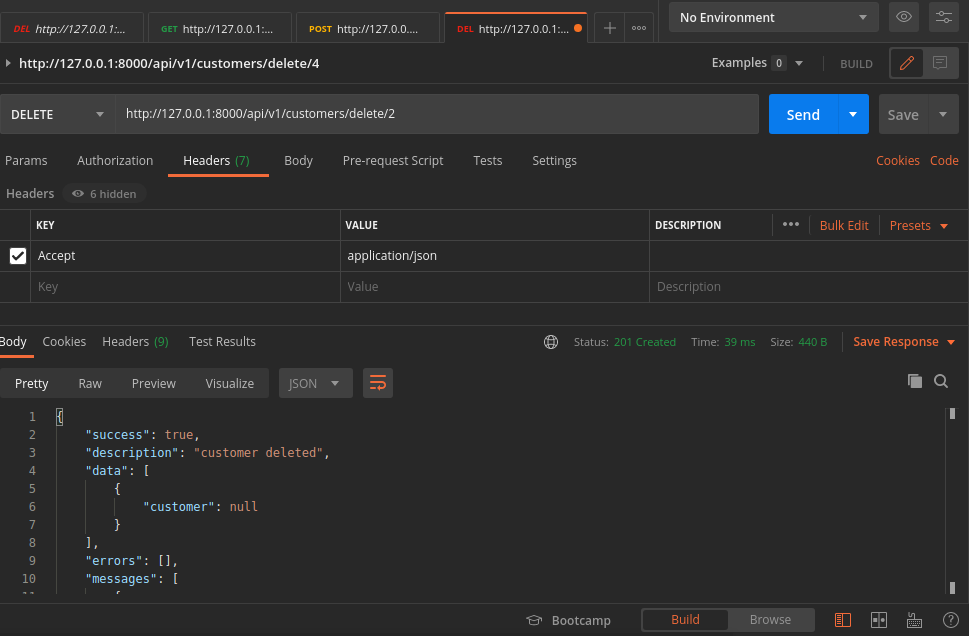 DEL http://127.0.0.1:... GET http://127.0.0.1:... POST http://127.0.0.... DEL http://127.0.0.1:... No Environment
http://127.0.0.1:8000/api/v1/customers/delete/4 Examples 0 BUILD
DELETE http://127.0.0.1:8000/api/v1/customers/delete/2 Send Save
Params Authorization Headers (7) Body Pre-request Script Tests Settings Cookies Code
Headers 6 hidden
KEY VALUE DESCRIPTION ••• Bulk Edit Presets
Accept application/json
Key Value Description
Body Cookies Headers (9) Test Results Status: 201 Created Time: 39 ms Size: 440 B Save Response
Pretty Raw Preview Visualize JSON
1 {
2 "success": true,
3 "description": "customer deleted",
4 "data": [
5 {
6 "customer": null
7 }
8 ],
9 "errors": [],
10 "messages": [
11 {
Bootcamp Build Browse ?